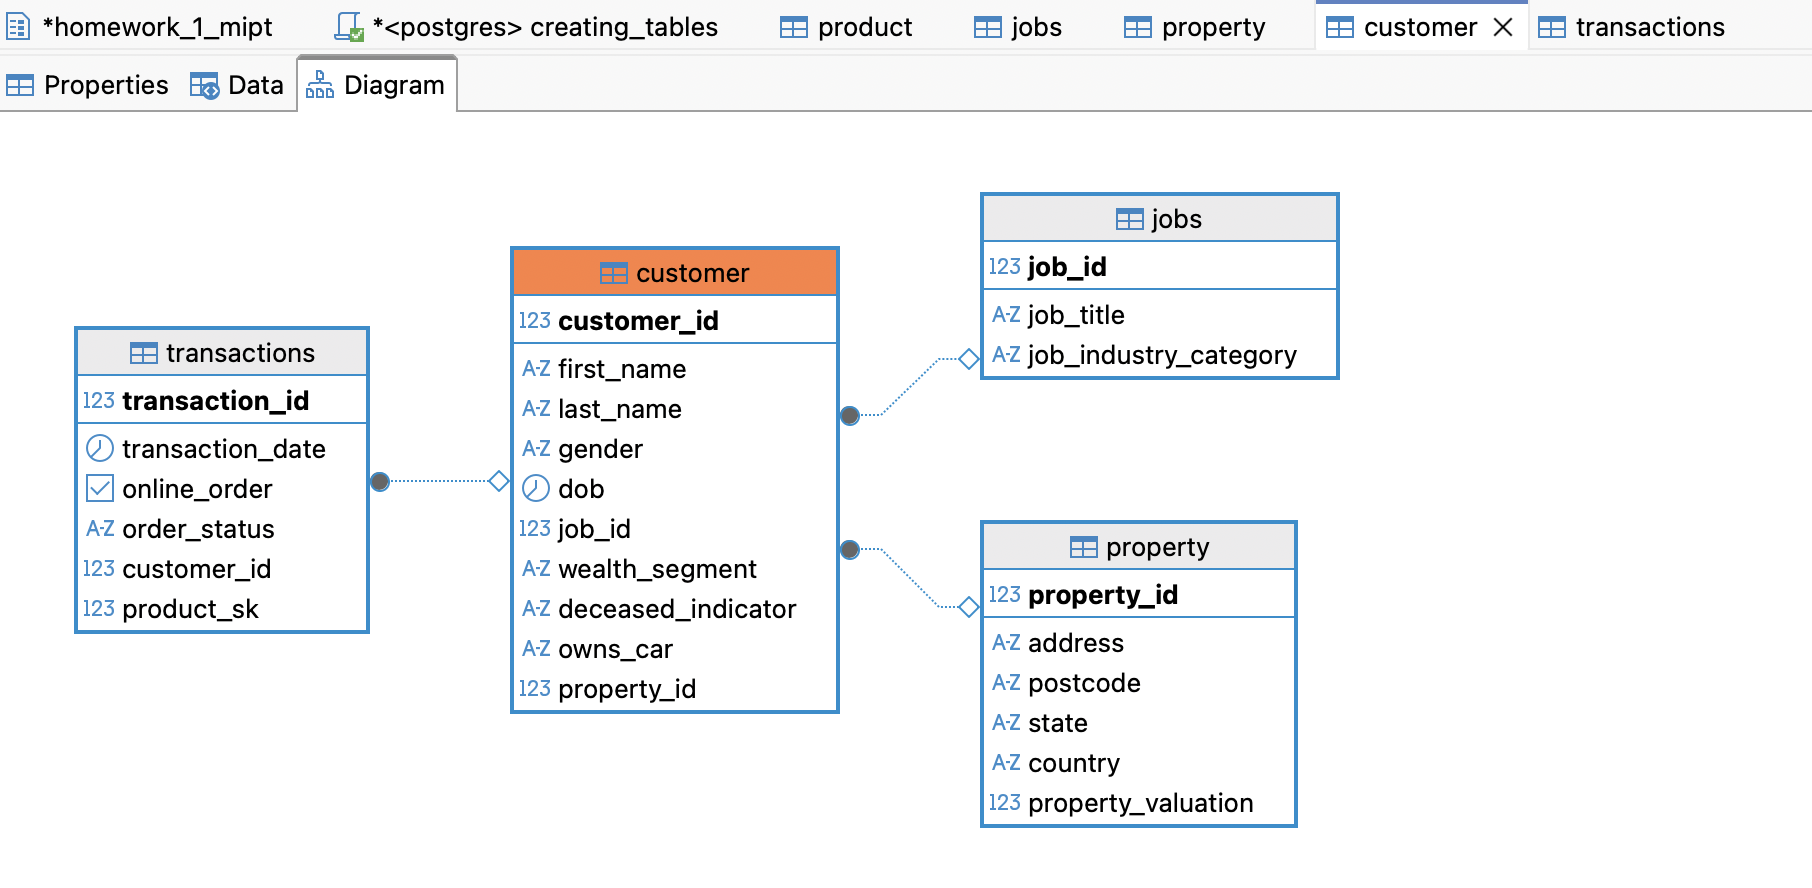 *homework_1_mipt *<postgres> creating_tables product jobs property customer transactions
Properties Data Diagram
transactions
123 transaction_id
transaction_date
online_order
A-Z order_status
123 customer_id
123 product_sk
customer
123 customer_id
A-Z first_name
A-Z last_name
A-Z gender
dob
123 job_id
A-Z wealth_segment
A-Z deceased_indicator
A-Z owns_car
123 property_id
jobs
123 job_id
A-Z job_title
A-Z job_industry_category
property
123 property_id
A-Z address
A-Z postcode
A-Z state
A-Z country
123 property_valuation